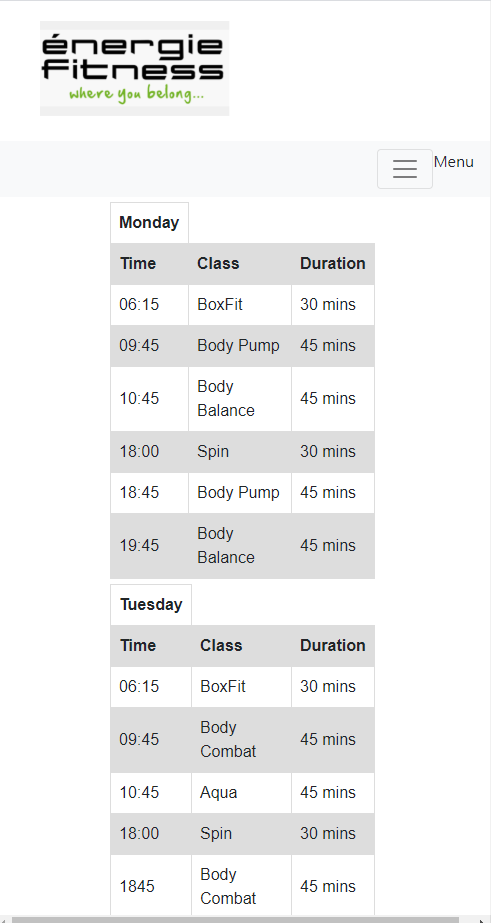 énergie
fitness
where you belong...
Menu
Monday
Time Class Duration
06:15 BoxFit 30 mins
09:45 Body Pump 45 mins
10:45 Body Balance 45 mins
18:00 Spin 30 mins
18:45 Body Pump 45 mins
19:45 Body Balance 45 mins
Tuesday
Time Class Duration
06:15 BoxFit 30 mins
09:45 Body Combat 45 mins
10:45 Aqua 45 mins
18:00 Spin 30 mins
1845 Body Combat 45 mins